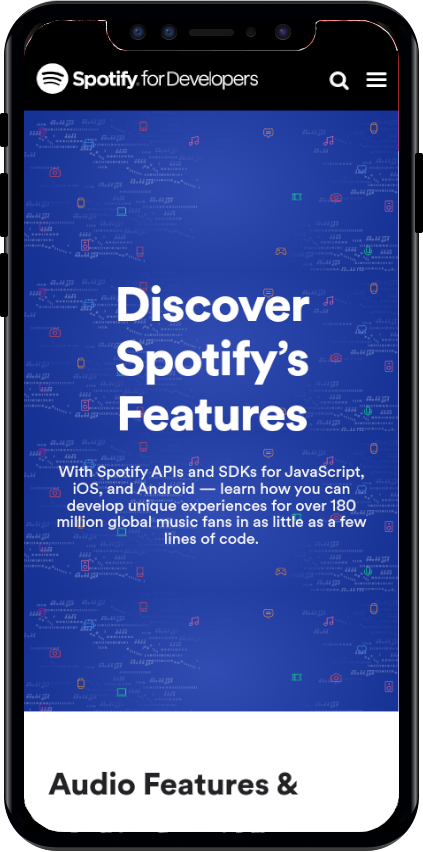 Spotify for Developers
Discover
Spotify’s
Features
With Spotify APIs and SDKs for JavaScript,
iOS, and Android — learn how you can
develop unique experiences for over 180
million global music fans in as little as a few
lines of code.
Audio Features &